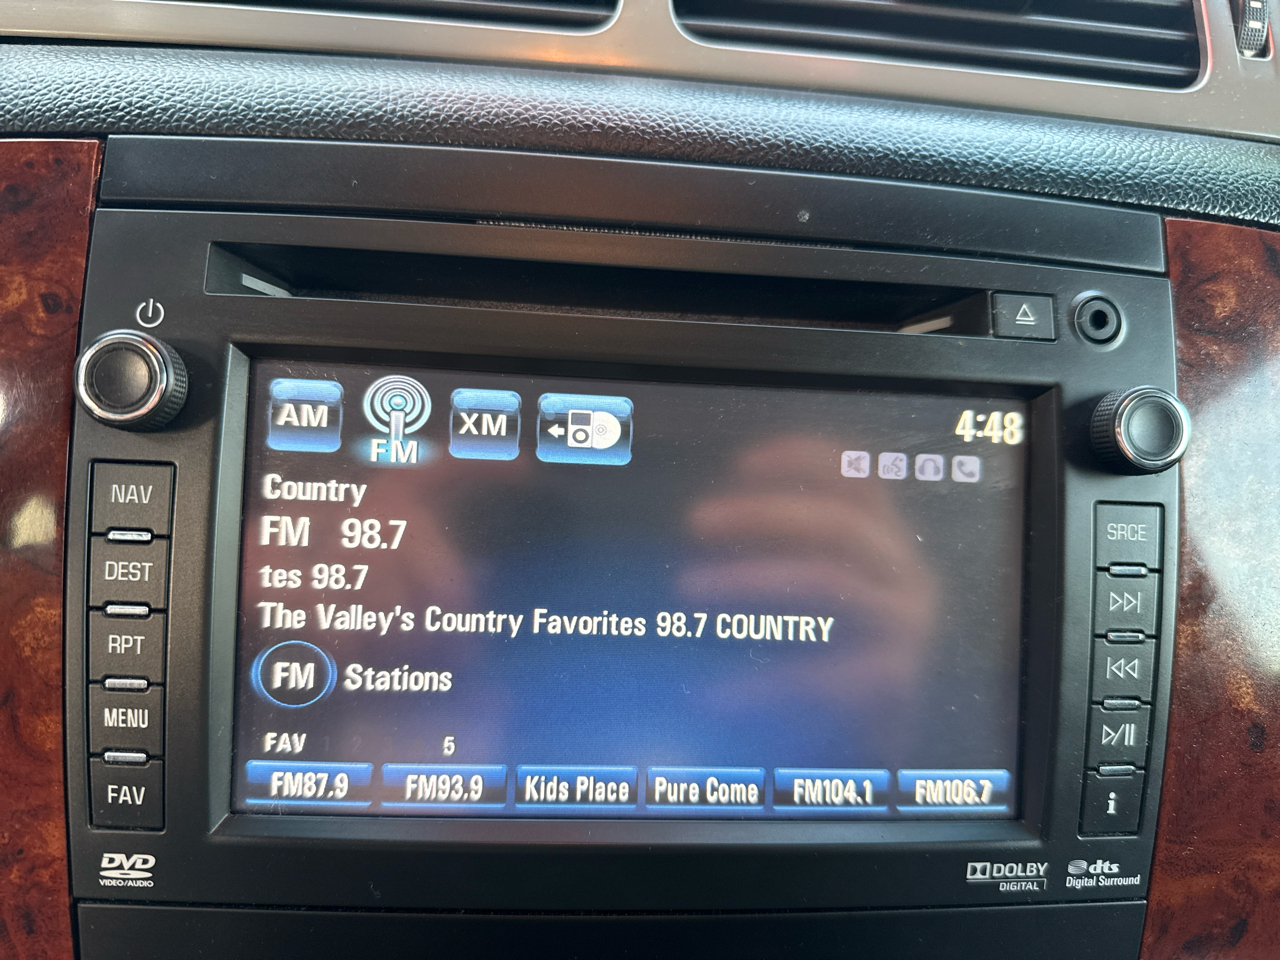 AM
FM
XM
4:48
Country
FM 98.7
tes 98.7
The Valley's Country Favorites 98.7 COUNTRY
FM Stations
FAV 1 2 5
FM87.9 FM93.9 Kids Place Pure Come FM104.1 FM106.7
NAV
DEST
RPT
MENU
FAV
SRCE
i
DVD
VIDEO/AUDIO
DOLBY
DIGITAL
dts
Digital Surround